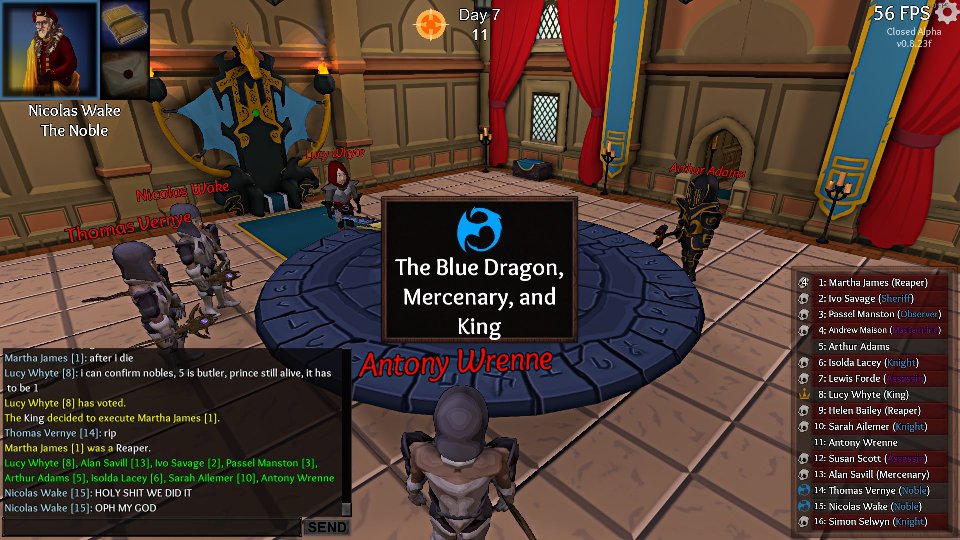 Day 7
11
56 FPS
Closed Alpha
v0.8.23f
Nicolas Wake
The Noble
Lucy Whyte
Arthur Adams
Nicolas Wake
Thomas Vernye
The Blue Dragon,
Mercenary, and
King
Antony Wrenne
Martha James [1]: after I die
Lucy Whyte [8]: i can confirm nobles, 5 is butler, prince still alive, it has
to be 1
Lucy Whyte [8] has voted.
The King decided to execute Martha James [1].
Thomas Vernye [14]: rip
Martha James [1] was a Reaper.
Lucy Whyte [8], Alan Savill [13], Ivo Savage [2], Passel Manston [3],
Arthur Adams [5], Isolda Lacey [6], Sarah Ailemer [10], Antony Wrenne
Nicolas Wake [15]: HOLY SHIT WE DID IT
Nicolas Wake [15]: OPH MY GOD
SEND
1: Martha James (Reaper)
2: Ivo Savage (Sheriff)
3: Passel Manston (Observer)
4: Andrew Maison (Mastermind)
5: Arthur Adams
6: Isolda Lacey (Knight)
7: Lewis Forde (Assassin)
8: Lucy Whyte (King)
9: Helen Bailey (Reaper)
10: Sarah Ailemer (Knight)
11: Antony Wrenne
12: Susan Scott (Assassin)
13: Alan Savill (Mercenary)
14: Thomas Vernye (Noble)
15: Nicolas Wake (Noble)
16: Simon Selwyn (Knight)